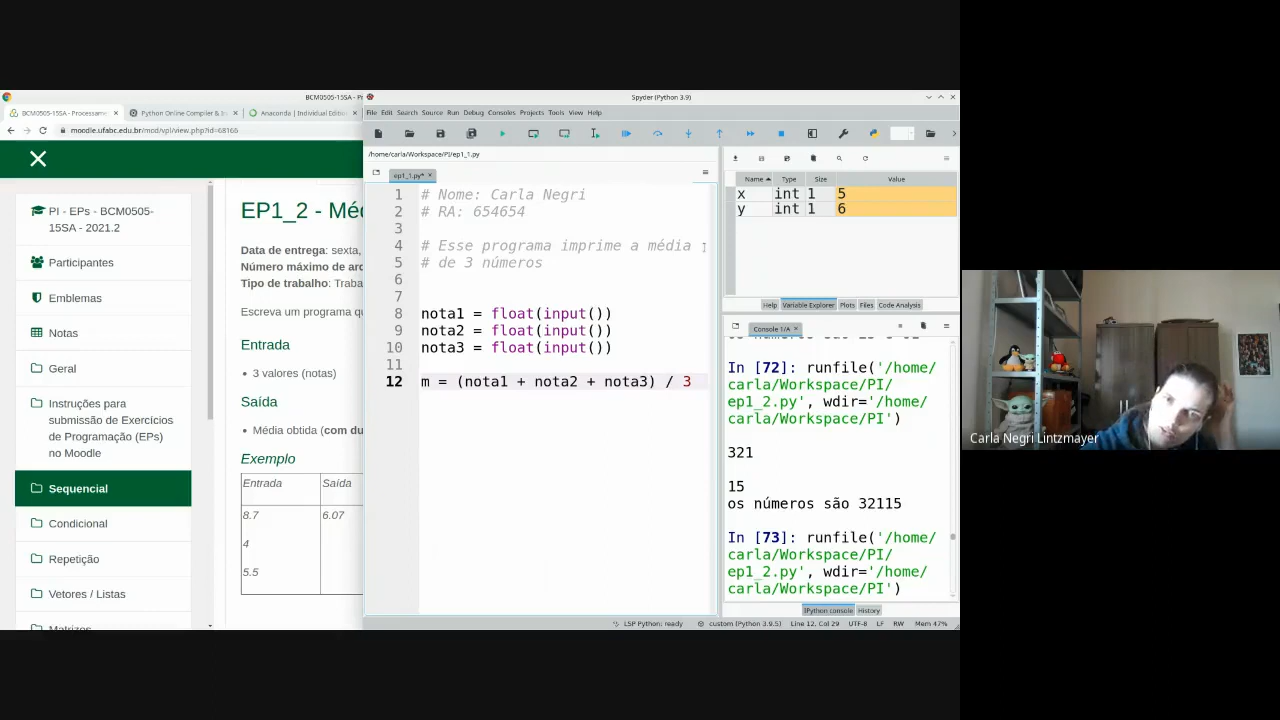 BCM0505-15SA - Pr
Spyder (Python 3.9)
BCM0505-15SA - Processame
Python Online Compiler & In
Anaconda | Individual Edition
File Edit Search Source Run Debug Consoles Projects Tools View Help
moodle.ufabc.edu.br/mod/vpl/view.php?id=68166
/home/carla/Workspace/PI/ep1_1.py
ep1_1.py*
PI - EPs - BCM0505-
15SA - 2021.2
Participantes
Emblemas
Notas
Geral
Instruções para
submissão de Exercícios
de Programação (EPs)
no Moodle
Sequencial
Condicional
Repetição
Vetores / Listas
Matrizes
EP1_2 - Mé
Data de entrega: sexta,
Número máximo de arq
Tipo de trabalho: Traba
Escreva um programa qu
Entrada
• 3 valores (notas)
Saída
• Média obtida (com du
Exemplo
Entrada Saída
8.7 6.07
4
5.5
1 # Nome: Carla Negri
2 # RA: 654654
3
4 # Esse programa imprime a média
5 # de 3 números
6
7
8 nota1 = float(input())
9 nota2 = float(input())
10 nota3 = float(input())
11
12 m = (nota1 + nota2 + nota3) / 3
Name Type Size Value
x int 1 5
y int 1 6
Help Variable Explorer Plots Files Code Analysis
Console 1/A
In [72]: runfile('/home/
carla/Workspace/PI/
ep1_2.py', wdir='/home/
carla/Workspace/PI')
321
15
os números são 32115
In [73]: runfile('/home/
carla/Workspace/PI/
ep1_2.py', wdir='/home/
carla/Workspace/PI')
IPython console History
LSP Python: ready custom (Python 3.9.5) Line 12, Col 29 UTF-8 LF RW Mem 47%
Carla Negri Lintzmayer